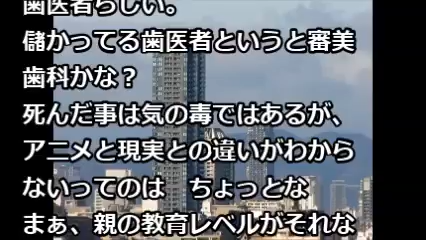 歯医者らしい。
儲かってる歯医者というと審美
歯科かな？
死んだ事は気の毒ではあるが、
アニメと現実との違いがわから
ないってのは　ちょっとな
まぁ、親の教育レベルがそれな